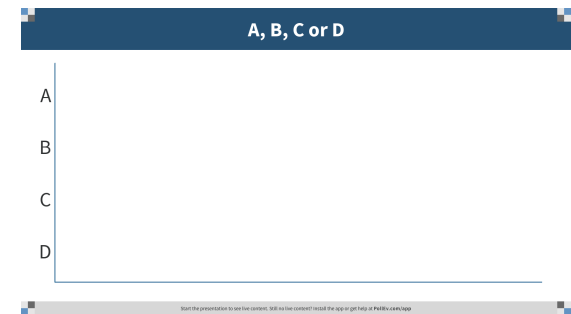 A, B, C or D
A
B
C
D
Start the presentation to see live content. Still no live content? Install the app or get help at PollEv.com/app